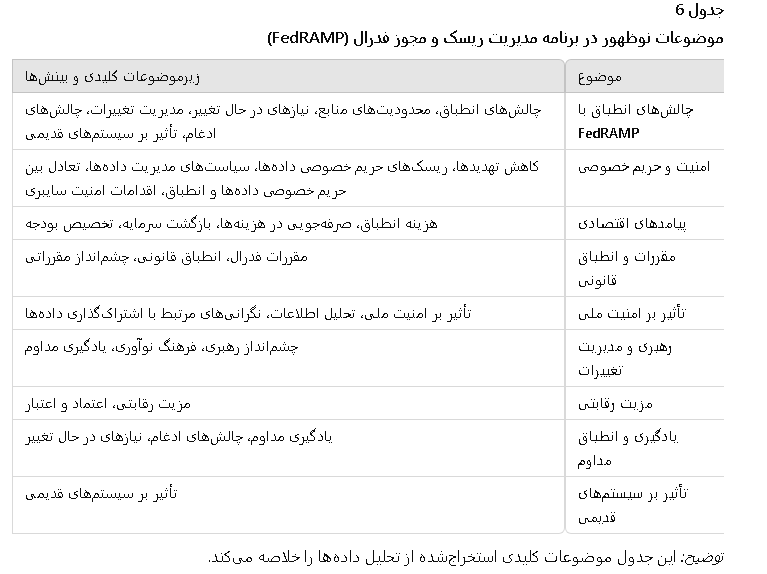 جدول 6
موضوعات نوظهور در برنامه مدیریت ریسک و مجوز فدرال (FedRAMP)
موضوع
زیرموضوعات کلیدی و بینش‌ها
چالش‌های انطباق با
FedRAMP
چالش‌های انطباق، محدودیت‌های منابع، نیازهای در حال تغییر، مدیریت تغییرات، چالش‌های
ادغام، تأثیر بر سیستم‌های قدیمی
امنیت و حریم خصوصی
کاهش تهدیدها، ریسک‌های حریم خصوصی داده‌ها، سیاست‌های مدیریت داده‌ها، تعادل بین
حریم خصوصی داده‌ها و انطباق، اقدامات امنیت سایبری
پیامدهای اقتصادی
هزینه انطباق، صرفه‌جویی در هزینه‌ها، بازگشت سرمایه، تخصیص بودجه
مقررات و انطباق
قانونی
مقررات فدرال، انطباق قانونی، چشم‌انداز مقرراتی
تأثیر بر امنیت ملی
تأثیر بر امنیت ملی، تحلیل اطلاعات، نگرانی‌های مرتبط با اشتراک‌گذاری داده‌ها
رهبری و مدیریت
تغییرات
چشم‌انداز رهبری، فرهنگ نوآوری، یادگیری مداوم
مزیت رقابتی
مزیت رقابتی، اعتماد و اعتبار
یادگیری و انطباق
مداوم
یادگیری مداوم، چالش‌های ادغام، نیازهای در حال تغییر
تأثیر بر سیستم‌های
قدیمی
تأثیر بر سیستم‌های قدیمی
توضیح: این جدول موضوعات کلیدی استخراج‌شده از تحلیل داده‌ها را خلاصه می‌کند.